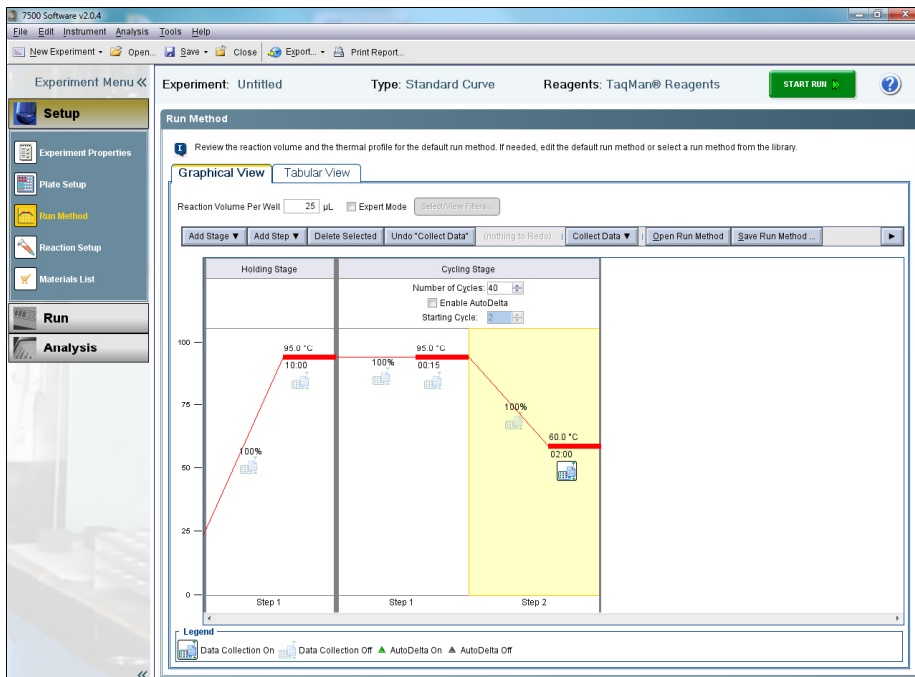 7500 Software v2.0.4
File Edit Instrument Analysis Tools Help
New Experiment Open... Save Close Export... Print Report...
Experiment Menu «
Experiment: Untitled Type: Standard Curve Reagents: TaqMan® Reagents START RUN
Setup
Run Method
Review the reaction volume and the thermal profile for the default run method. If needed, edit the default run method or select a run method from the library.
Experiment Properties
Graphical View Tabular View
Plate Setup
Reaction Volume Per Well 25 µL Expert Mode Select/View Filters...
Run Method
Add Stage ▼ Add Step ▼ Delete Selected Undo "Collect Data" (nothing to Redo) Collect Data ▼ Open Run Method Save Run Method ...
Reaction Setup
Materials List
Holding Stage Cycling Stage
Number of Cycles: 40
Enable AutoDelta
Starting Cycle: 2
Run
Analysis
100
95.0 °C 95.0 °C
10:00 100% 00:15
75
100%
60.0 °C
100% 02:00
50
25
0
Step 1 Step 1 Step 2
Legend
Data Collection On Data Collection Off ▲ AutoDelta On ▲ AutoDelta Off
«